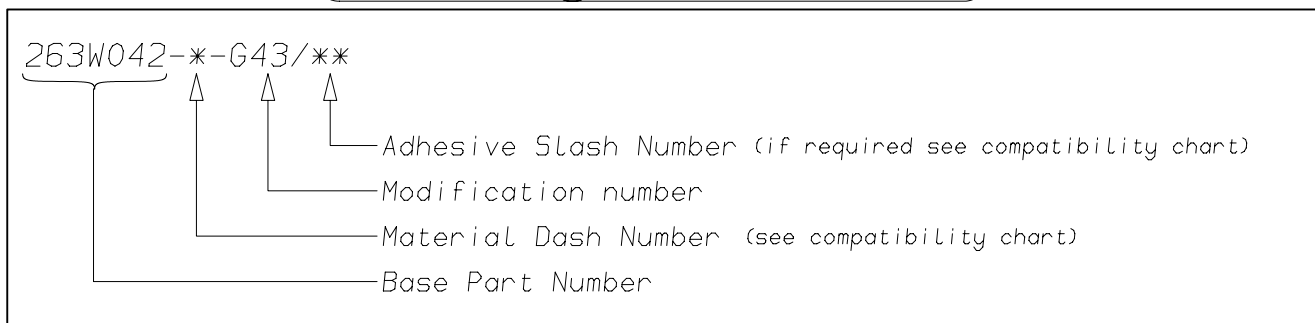 263W042-*-G43/**
Adhesive Slash Number (if required see compatibility chart)
Modification number
Material Dash Number (see compatibility chart)
Base Part Number